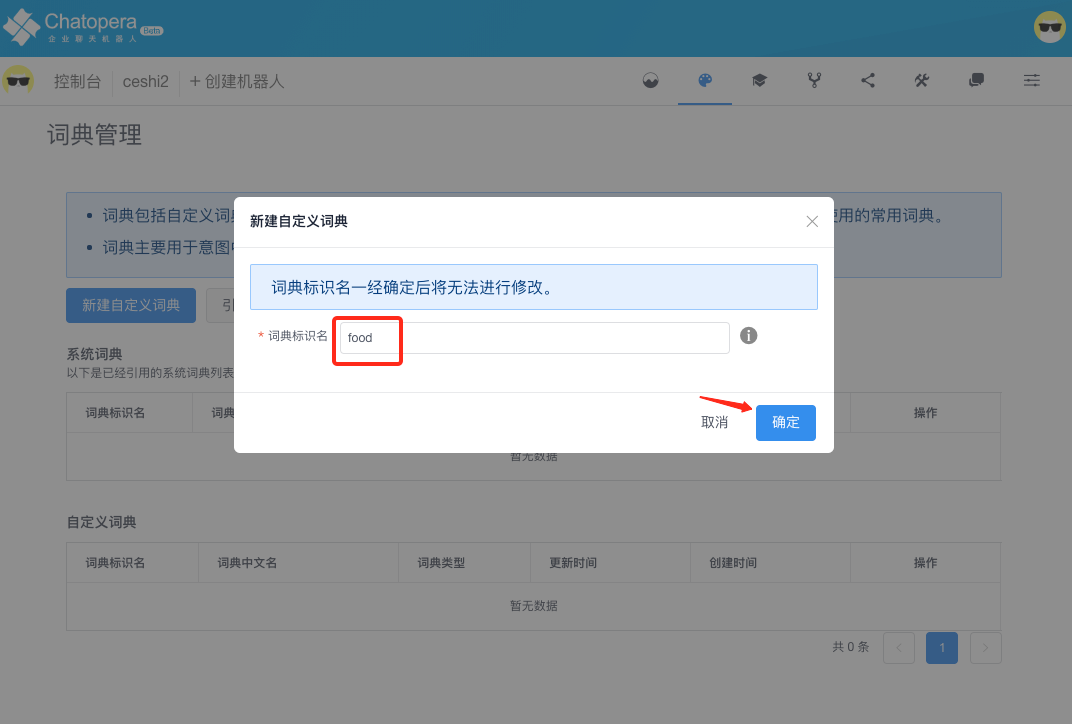 Chatopera Beta
企业聊天机器人
控制台 ceshi2 + 创建机器人
词典管理
词典包括自定义词 使用的常用词典。
词典主要用于意图
新建自定义词典 引
系统词典
以下是已经引用的系统词典列表
词典标识名 词典 操作
暂无数据
新建自定义词典
词典标识名一经确定后将无法进行修改。
* 词典标识名 food
取消 确定
自定义词典
词典标识名 词典中文名 词典类型 更新时间 创建时间 操作
暂无数据
共 0 条 1